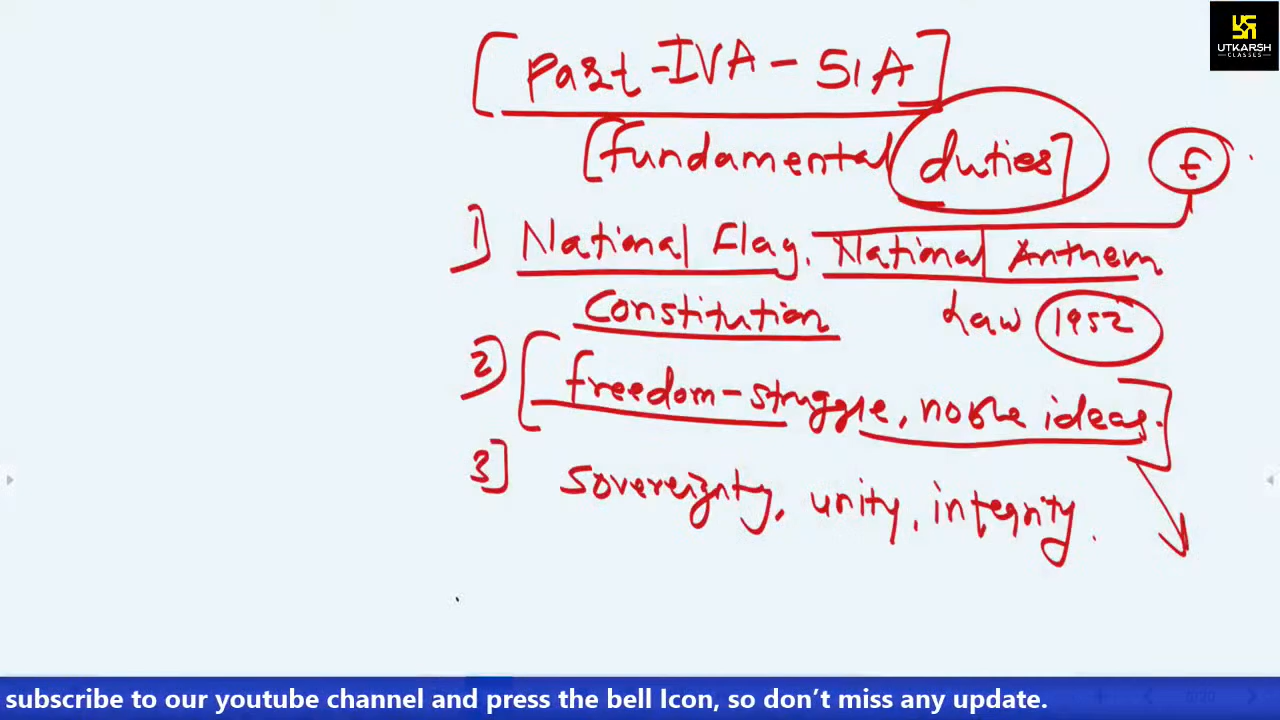 UTKARSH
CLASSES
[Part-IVA - 51A]
[fundamental duties]
1) National Flag, National Anthem
Constitution Law 1952
2) [freedom-struggle, noble ideas.]
3] sovereignty, unity, integrity.
subscribe to our youtube channel and press the bell Icon, so don't miss any update.